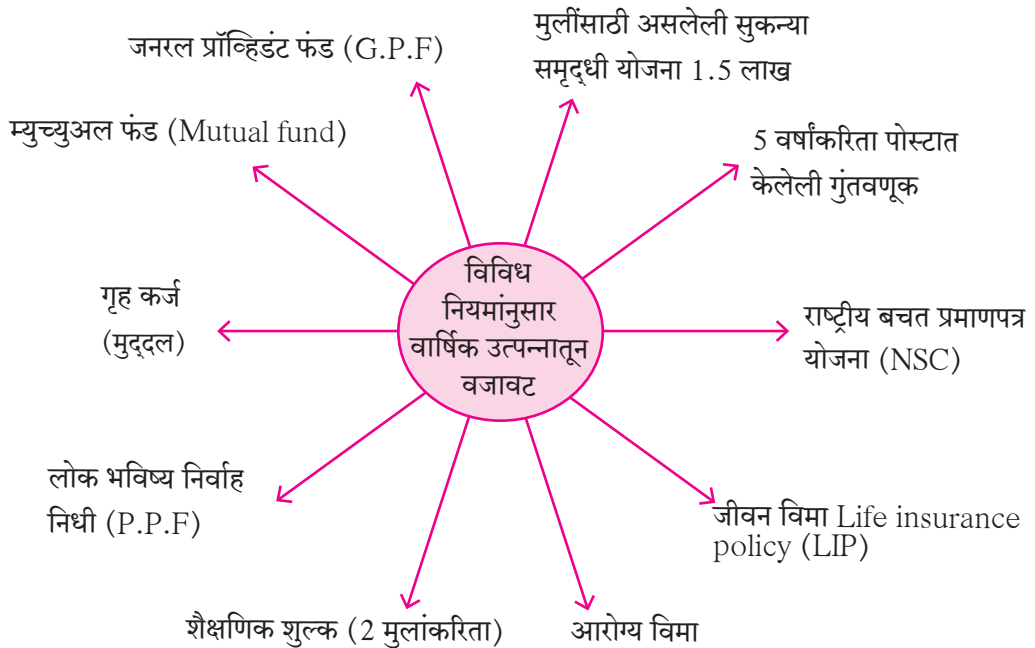 जनरल प्रॉव्हिडंट फंड (G.P.F)
मुलींसाठी असलेली सुकन्या
समृद्‌धी योजना 1.5 लाख
म्युच्युअल फंड (Mutual fund)
5 वर्षांकरिता पोस्टात
केलेली गुंतवणूक
विविध
नियमांनुसार
वार्षिक उत्पन्नातून
वजावट
गृह कर्ज
(मुद्‌दल)
राष्ट्रीय बचत प्रमाणपत्र
योजना (NSC)
लोक भविष्य निर्वाह
निधी (P.P.F)
जीवन विमा Life insurance
policy (LIP)
शैक्षणिक शुल्क (2 मुलांकरिता)
आरोग्य विमा